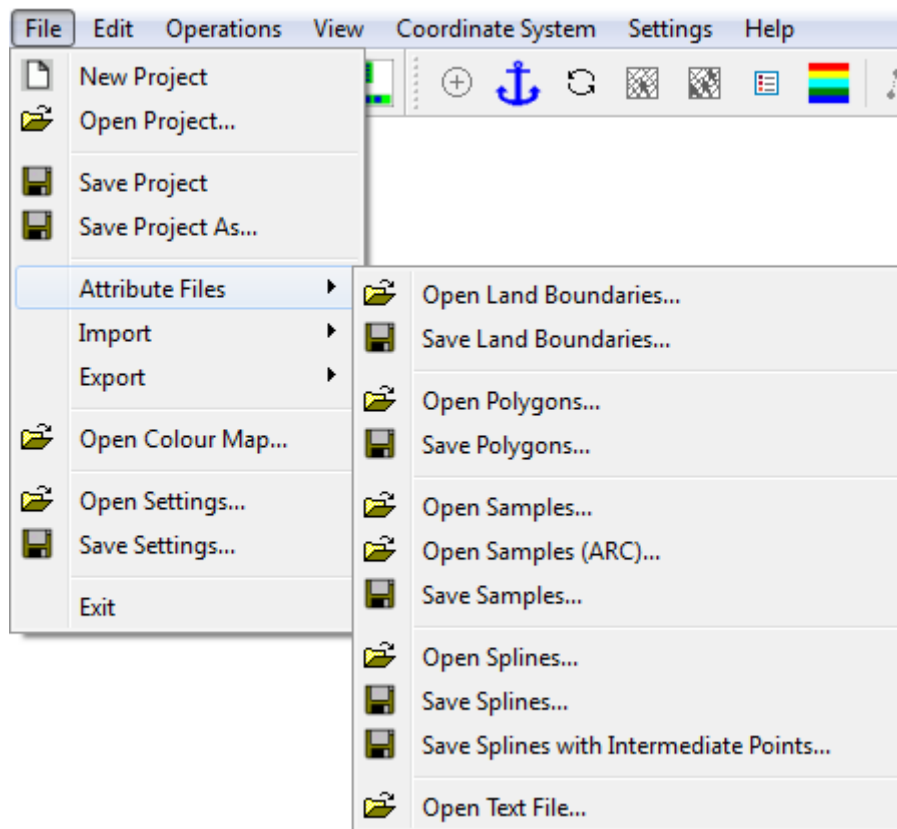 File Edit Operations View Coordinate System Settings Help
New Project
Open Project...
Save Project
Save Project As...
Attribute Files
Import
Export
Open Colour Map...
Open Settings...
Save Settings...
Exit
Open Land Boundaries...
Save Land Boundaries...
Open Polygons...
Save Polygons...
Open Samples...
Open Samples (ARC)...
Save Samples...
Open Splines...
Save Splines...
Save Splines with Intermediate Points...
Open Text File...